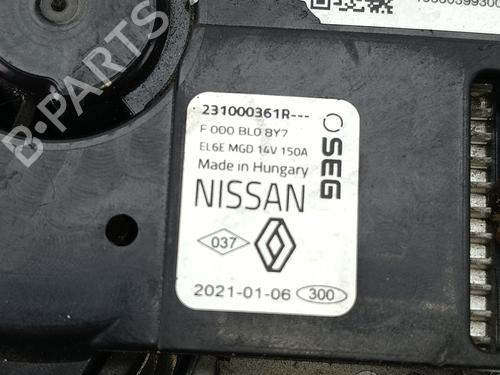 231000361R---
F 000 BL0 8Y7
EL6E MGD 14V 150A
Made in Hungary
NISSAN
SEG
037
2021-01-06 300
B-PARTS